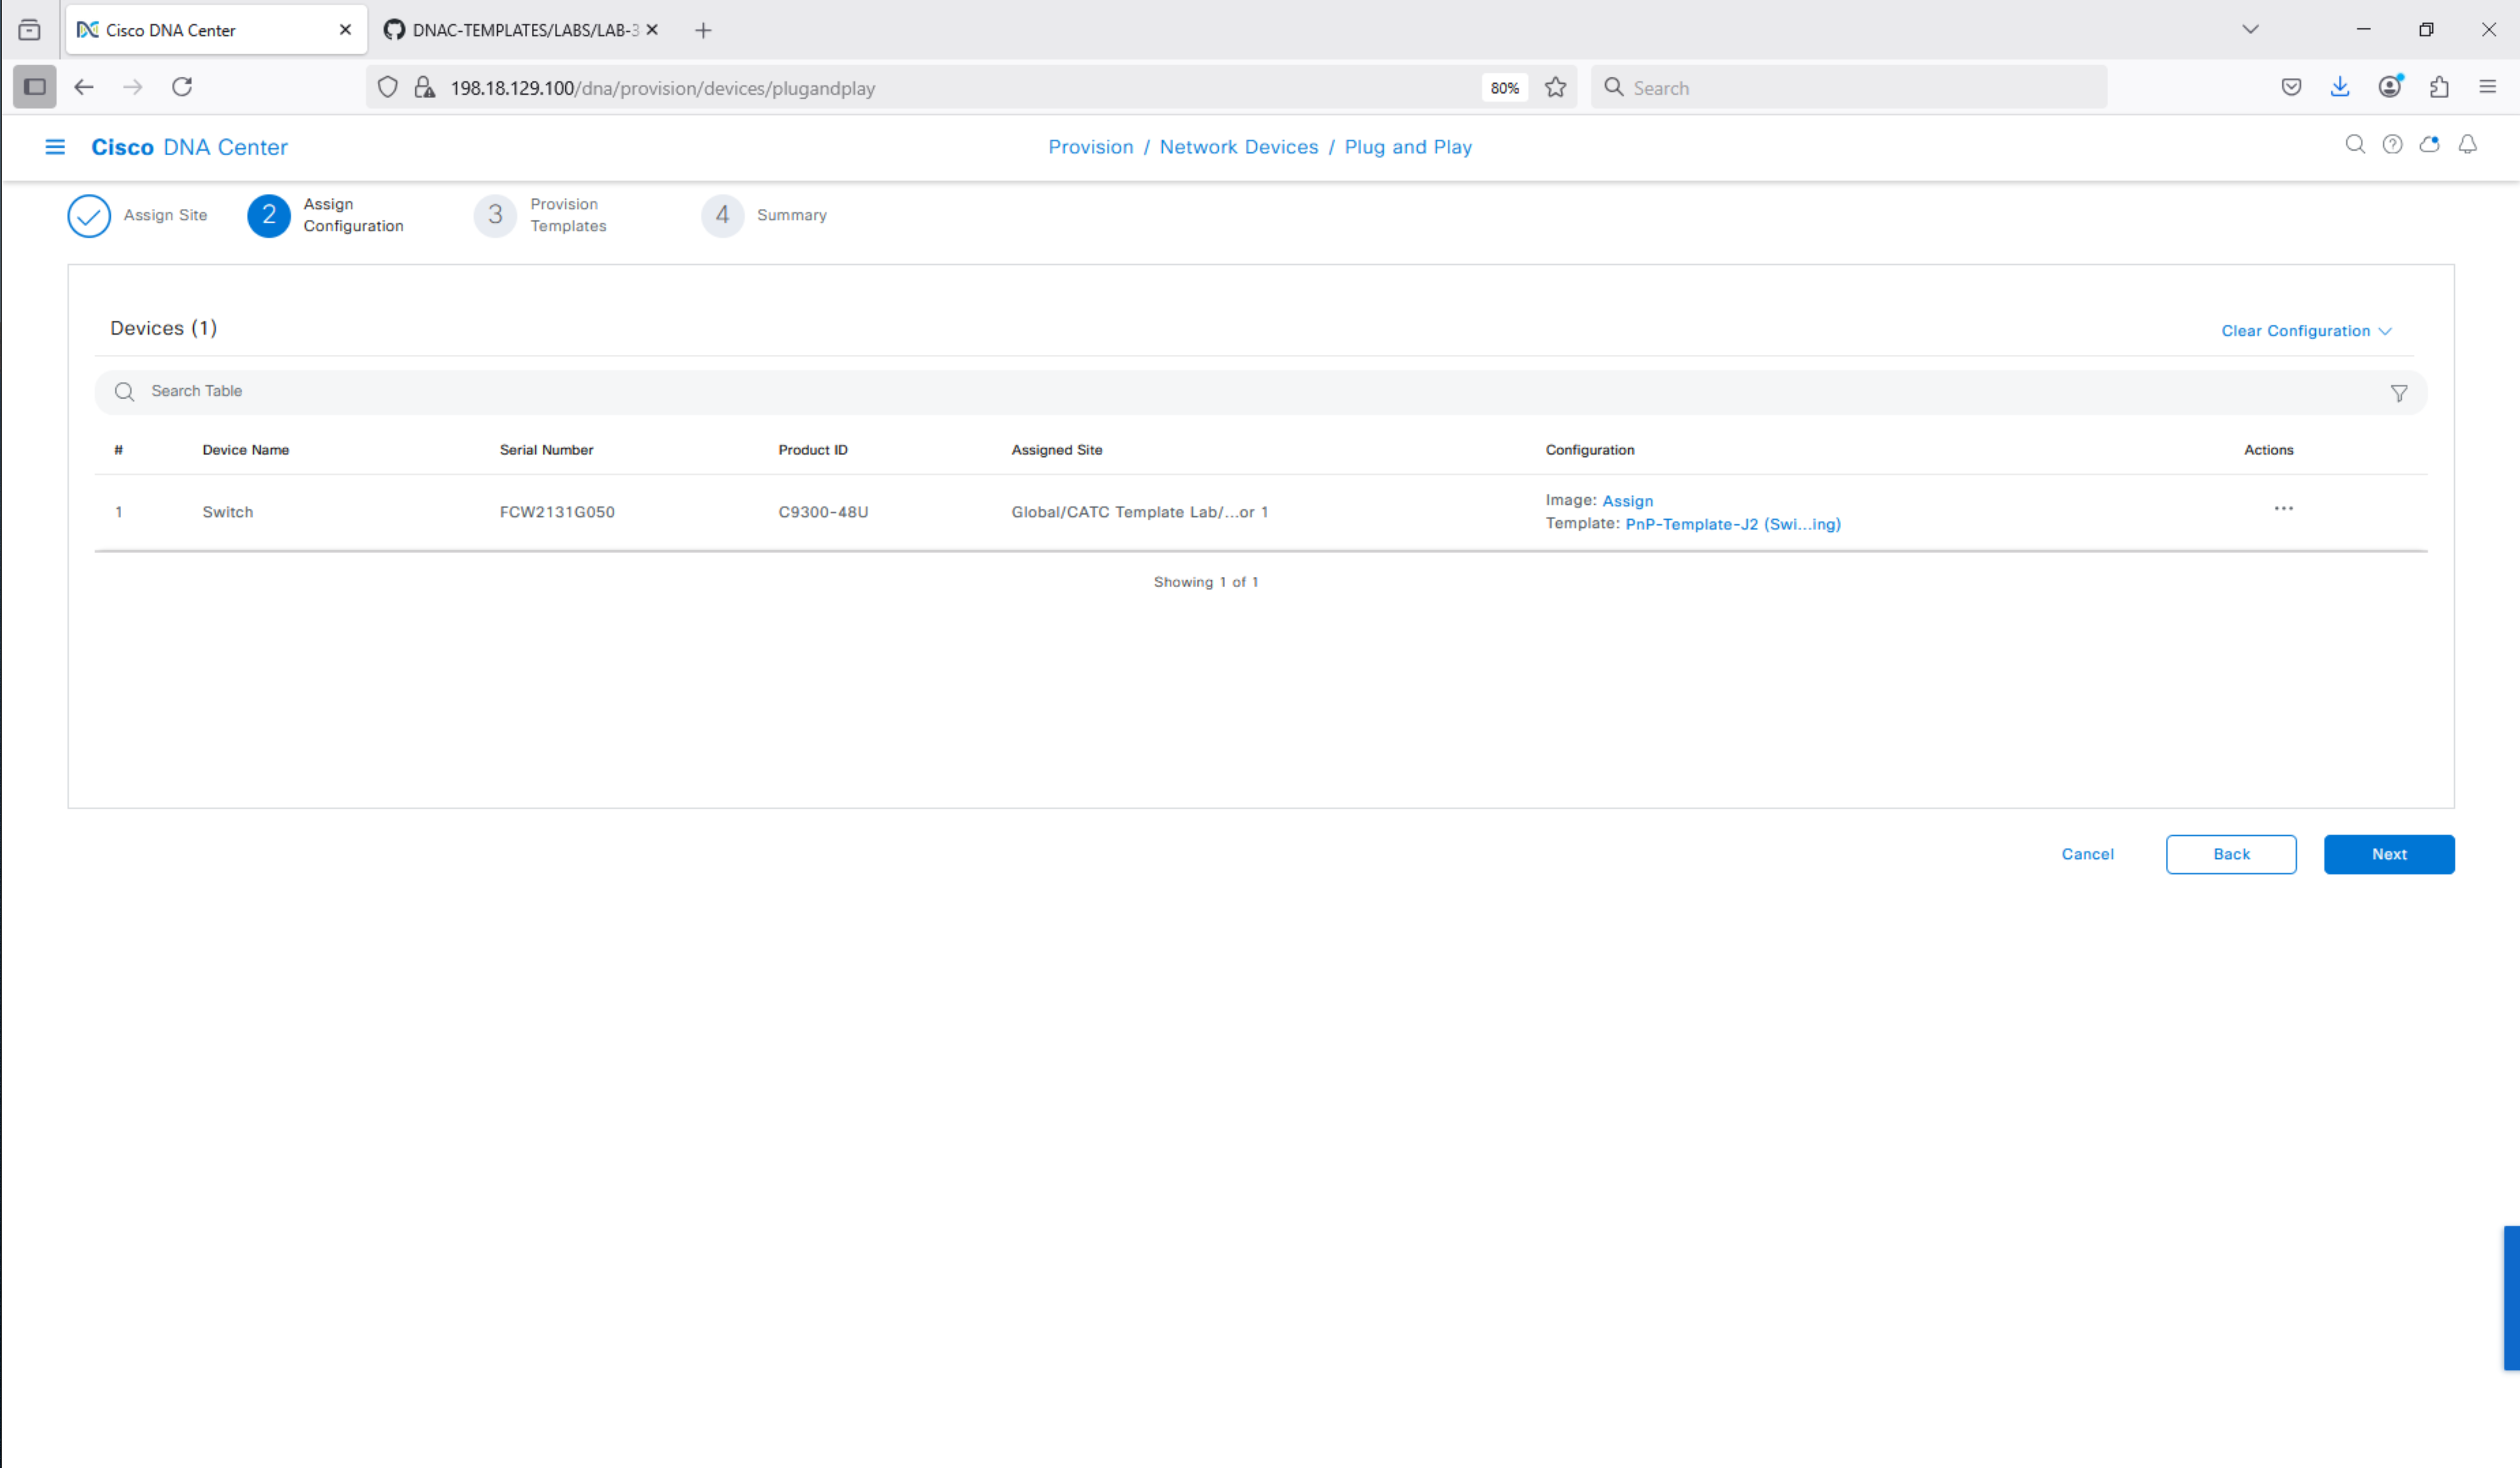 Cisco DNA Center
DNAC-TEMPLATES/LABS/LAB-3
198.18.129.100/dna/provision/devices/plugandplay
80%
Search
Cisco DNA Center
Provision / Network Devices / Plug and Play
Assign Site
2
Assign
Configuration
3
Provision
Templates
4
Summary
Devices (1)
Clear Configuration
Search Table
# Device Name Serial Number Product ID Assigned Site Configuration Actions
1 Switch FCW2131G050 C9300-48U Global/CATC Template Lab/...or 1
Image: Assign
Template: PnP-Template-J2 (Swi...ing)
Showing 1 of 1
Cancel
Back
Next